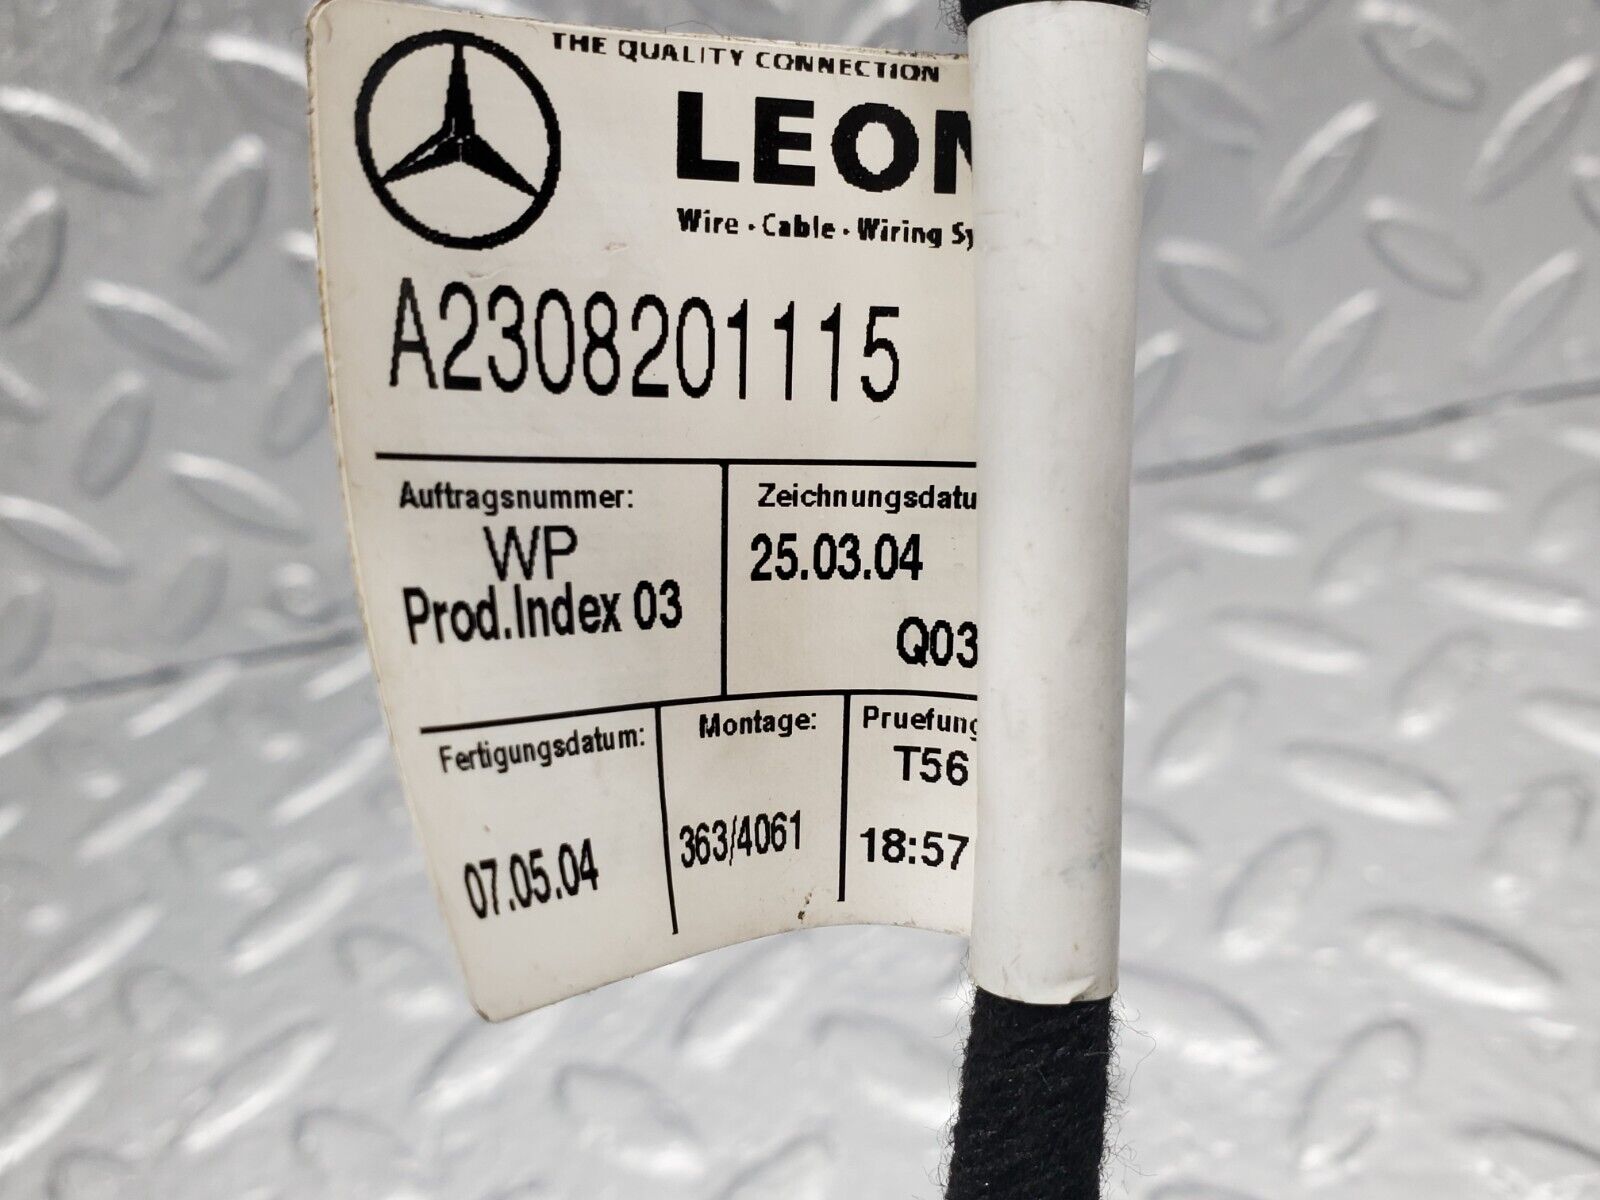 THE QUALITY CONNECTION
LEON
Wire · Cable · Wiring Sy
A2308201115
Auftragsnummer:
WP
Prod.Index 03
Zeichnungsdatu
25.03.04
Q03
Fertigungsdatum:
07.05.04
Montage:
363/4061
Pruefung
T56
18:57